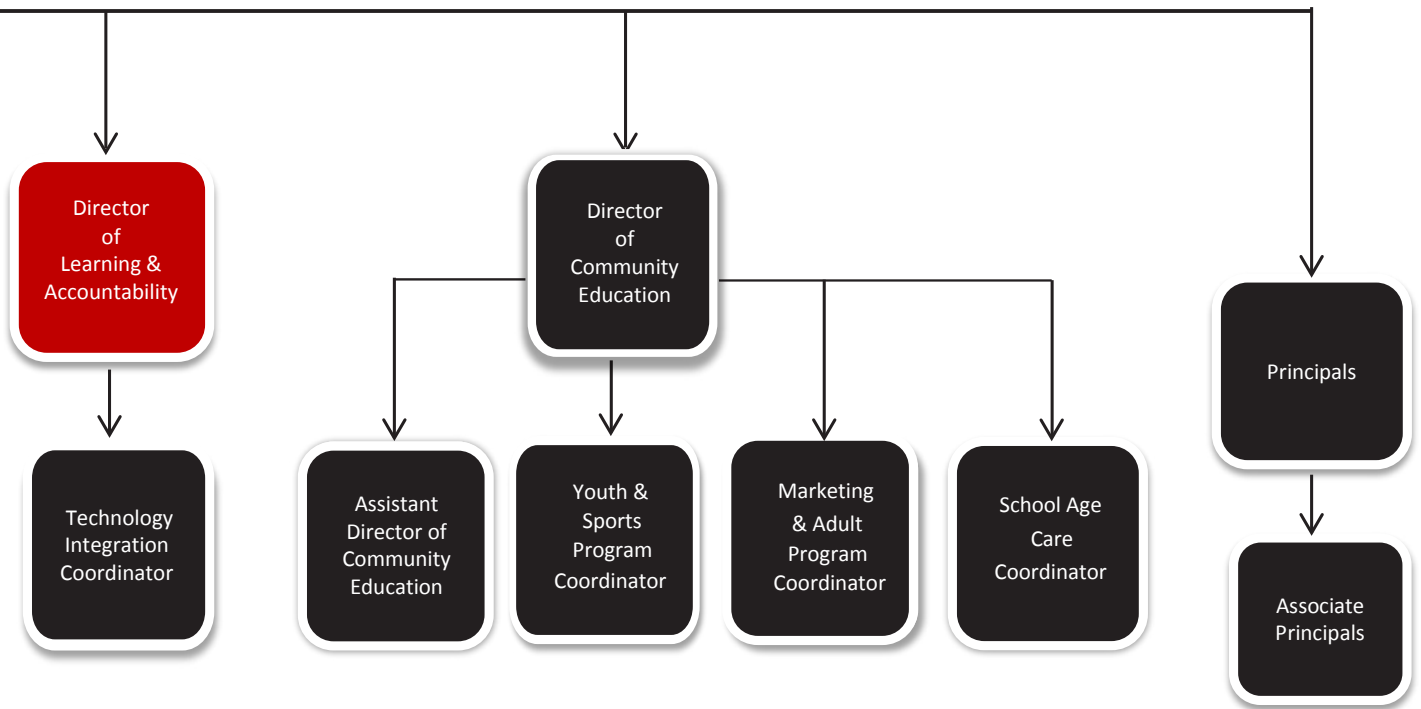 Director
of
Learning &
Accountability
Director
of
Community
Education
Principals
Technology
Integration
Coordinator
Assistant
Director of
Community
Education
Youth &
Sports
Program
Coordinator
Marketing
& Adult
Program
Coordinator
School Age
Care
Coordinator
Associate
Principals